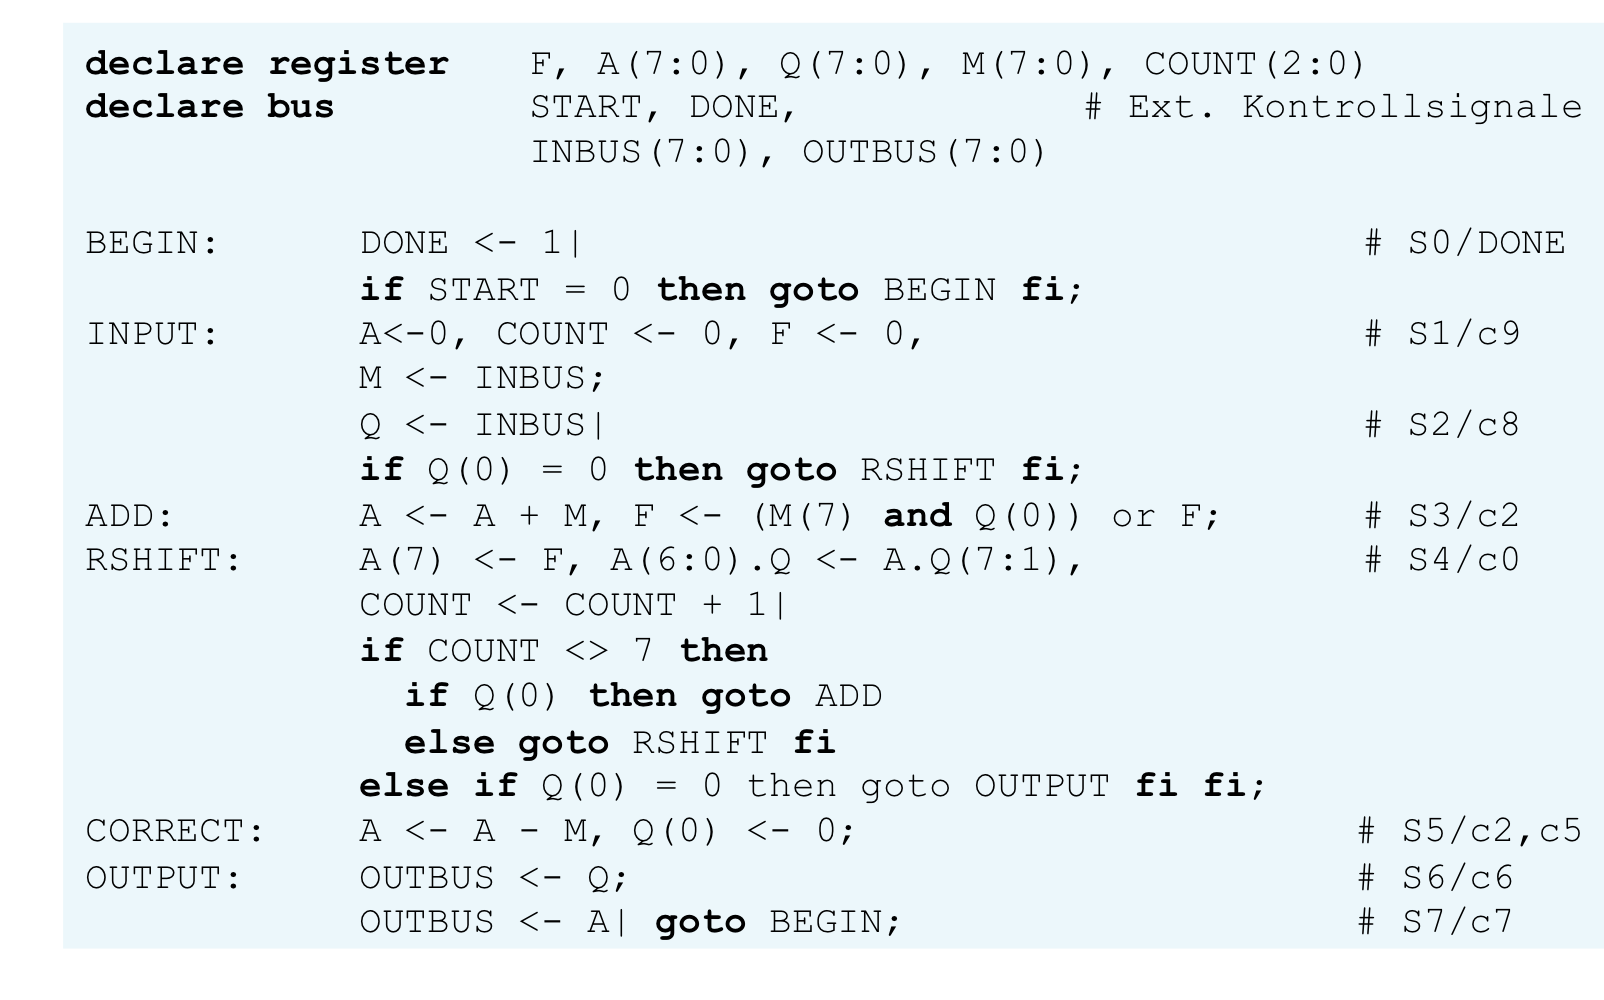 declare register F, A(7:0), Q(7:0), M(7:0), COUNT(2:0)
declare bus START, DONE, # Ext. Kontrollsignale
INBUS(7:0), OUTBUS(7:0)
BEGIN: DONE <- 1| # S0/DONE
if START = 0 then goto BEGIN fi;
INPUT: A<-0, COUNT <- 0, F <- 0, # S1/c9
M <- INBUS;
Q <- INBUS| # S2/c8
if Q(0) = 0 then goto RSHIFT fi;
ADD: A <- A + M, F <- (M(7) and Q(0)) or F; # S3/c2
RSHIFT: A(7) <- F, A(6:0).Q <- A.Q(7:1), # S4/c0
COUNT <- COUNT + 1|
if COUNT <> 7 then
if Q(0) then goto ADD
else goto RSHIFT fi
else if Q(0) = 0 then goto OUTPUT fi fi;
CORRECT: A <- A - M, Q(0) <- 0; # S5/c2,c5
OUTPUT: OUTBUS <- Q; # S6/c6
OUTBUS <- A| goto BEGIN; # S7/c7